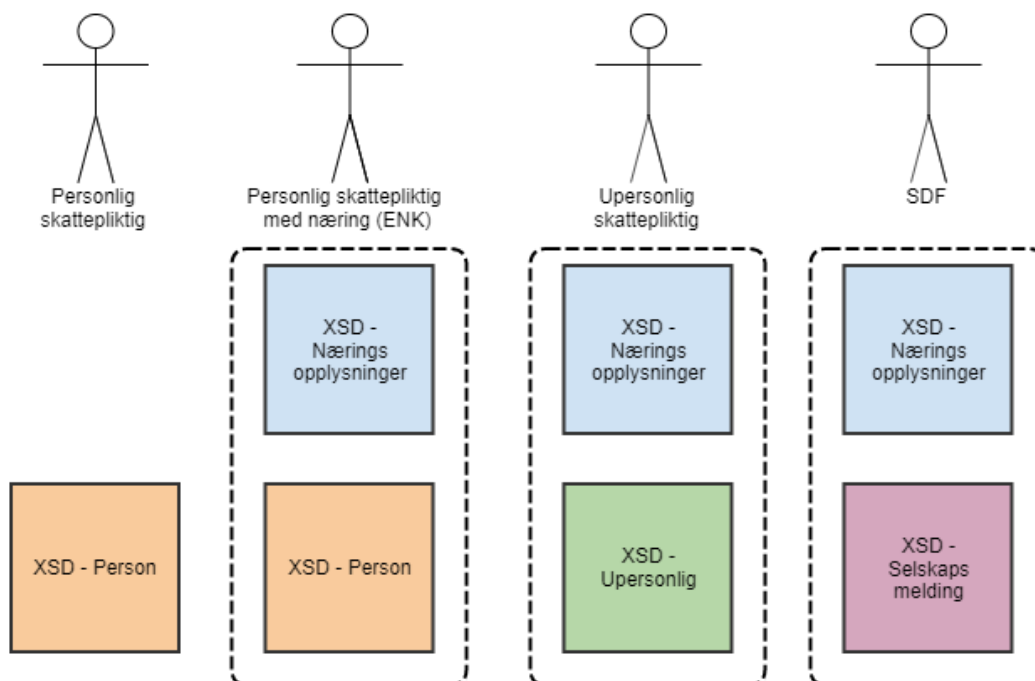 Personlig
skattepliktig
Personlig skattepliktig
med næring (ENK)
Upersonlig
skattepliktig
SDF
XSD -
Nærings
opplysninger
XSD -
Nærings
opplysninger
XSD -
Nærings
opplysninger
XSD - Person
XSD - Person
XSD -
Upersonlig
XSD -
Selskaps
melding